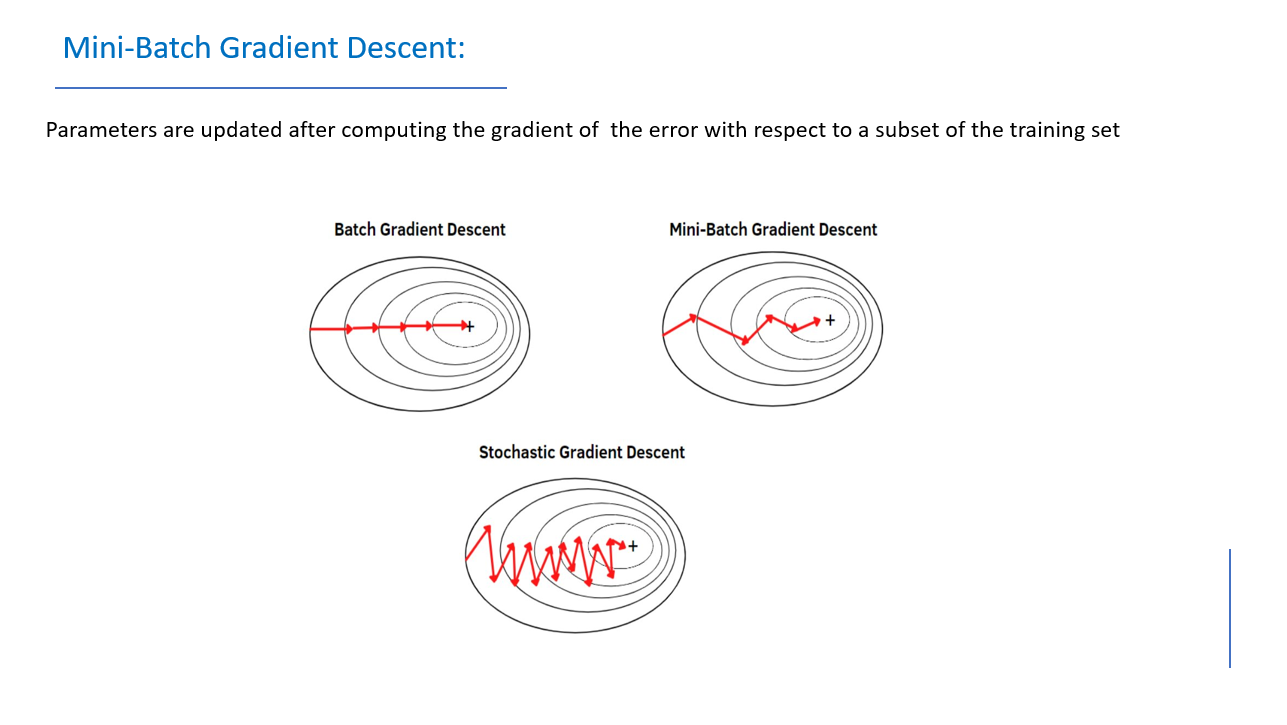 Mini-Batch Gradient Descent:
Parameters are updated after computing the gradient of  the error with respect to a subset of the training set
Batch Gradient Descent
Mini-Batch Gradient Descent
Stochastic Gradient Descent